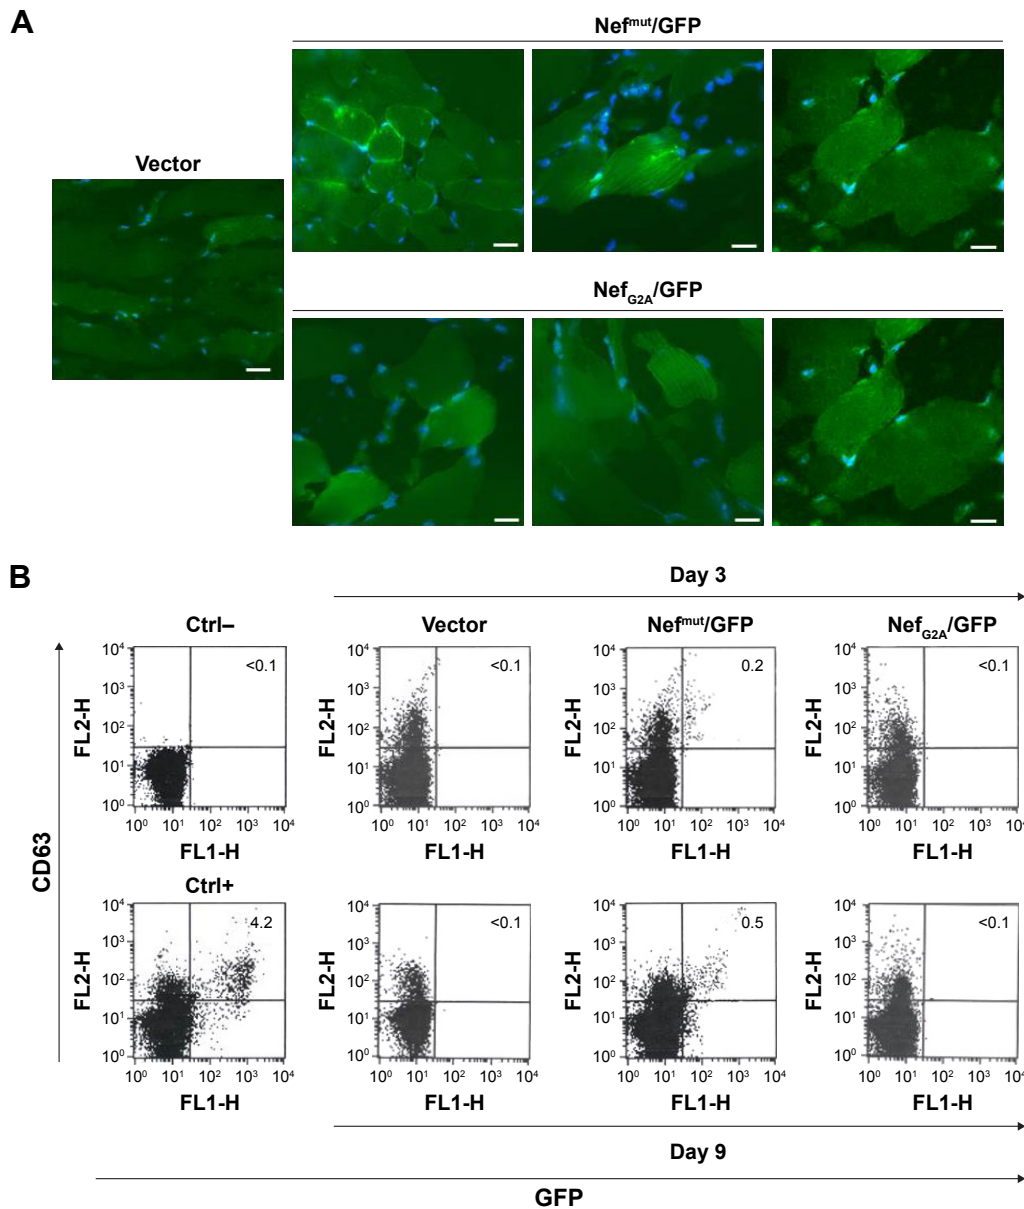 A
Nefmut/GFP
Vector
NefG2A/GFP
B
Day 3
Ctrl–
Vector
Nefmut/GFP
NefG2A/GFP
CD63
FL2-H
10⁴
10³
10²
10¹
10⁰
<0.1
10⁰ 10¹ 10² 10³ 10⁴
FL1-H
FL2-H
10⁴
10³
10²
10¹
10⁰
<0.1
10⁰ 10¹ 10² 10³ 10⁴
FL1-H
FL2-H
10⁴
10³
10²
10¹
10⁰
0.2
10⁰ 10¹ 10² 10³ 10⁴
FL1-H
FL2-H
10⁴
10³
10²
10¹
10⁰
<0.1
10⁰ 10¹ 10² 10³ 10⁴
FL1-H
Ctrl+
FL2-H
10⁴
10³
10²
10¹
10⁰
4.2
10⁰ 10¹ 10² 10³ 10⁴
FL1-H
FL2-H
10⁴
10³
10²
10¹
10⁰
<0.1
10⁰ 10¹ 10² 10³ 10⁴
FL1-H
FL2-H
10⁴
10³
10²
10¹
10⁰
0.5
10⁰ 10¹ 10² 10³ 10⁴
FL1-H
FL2-H
10⁴
10³
10²
10¹
10⁰
<0.1
10⁰ 10¹ 10² 10³ 10⁴
FL1-H
Day 9
GFP